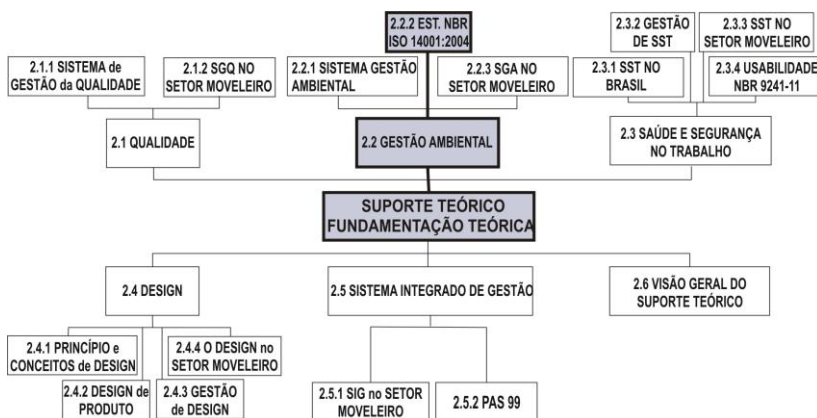 2.2.2 EST. NBR
ISO 14001:2004
2.3.2 GESTÃO
DE SST
2.3.3 SST NO
SETOR MOVELEIRO
2.1.1 SISTEMA de
GESTÃO da QUALIDADE
2.1.2 SGQ NO
SETOR MOVELEIRO
2.2.1 SISTEMA GESTÃO
AMBIENTAL
2.2.3 SGA NO
SETOR MOVELEIRO
2.3.1 SST NO
BRASIL
2.3.4 USABILIDADE
NBR 9241-11
2.1 QUALIDADE
2.2 GESTÃO AMBIENTAL
2.3 SAÚDE E SEGURANÇA
NO TRABALHO
SUPORTE TEÓRICO
FUNDAMENTAÇÃO TEÓRICA
2.4 DESIGN
2.5 SISTEMA INTEGRADO DE GESTÃO
2.6 VISÃO GERAL DO
SUPORTE TEÓRICO
2.4.1 PRINCÍPIO e
CONCEITOS de DESIGN
2.4.4 O DESIGN no
SETOR MOVELEIRO
2.4.2 DESIGN de
PRODUTO
2.4.3 GESTÃO
de DESIGN
2.5.1 SIG no SETOR
MOVELEIRO
2.5.2 PAS 99